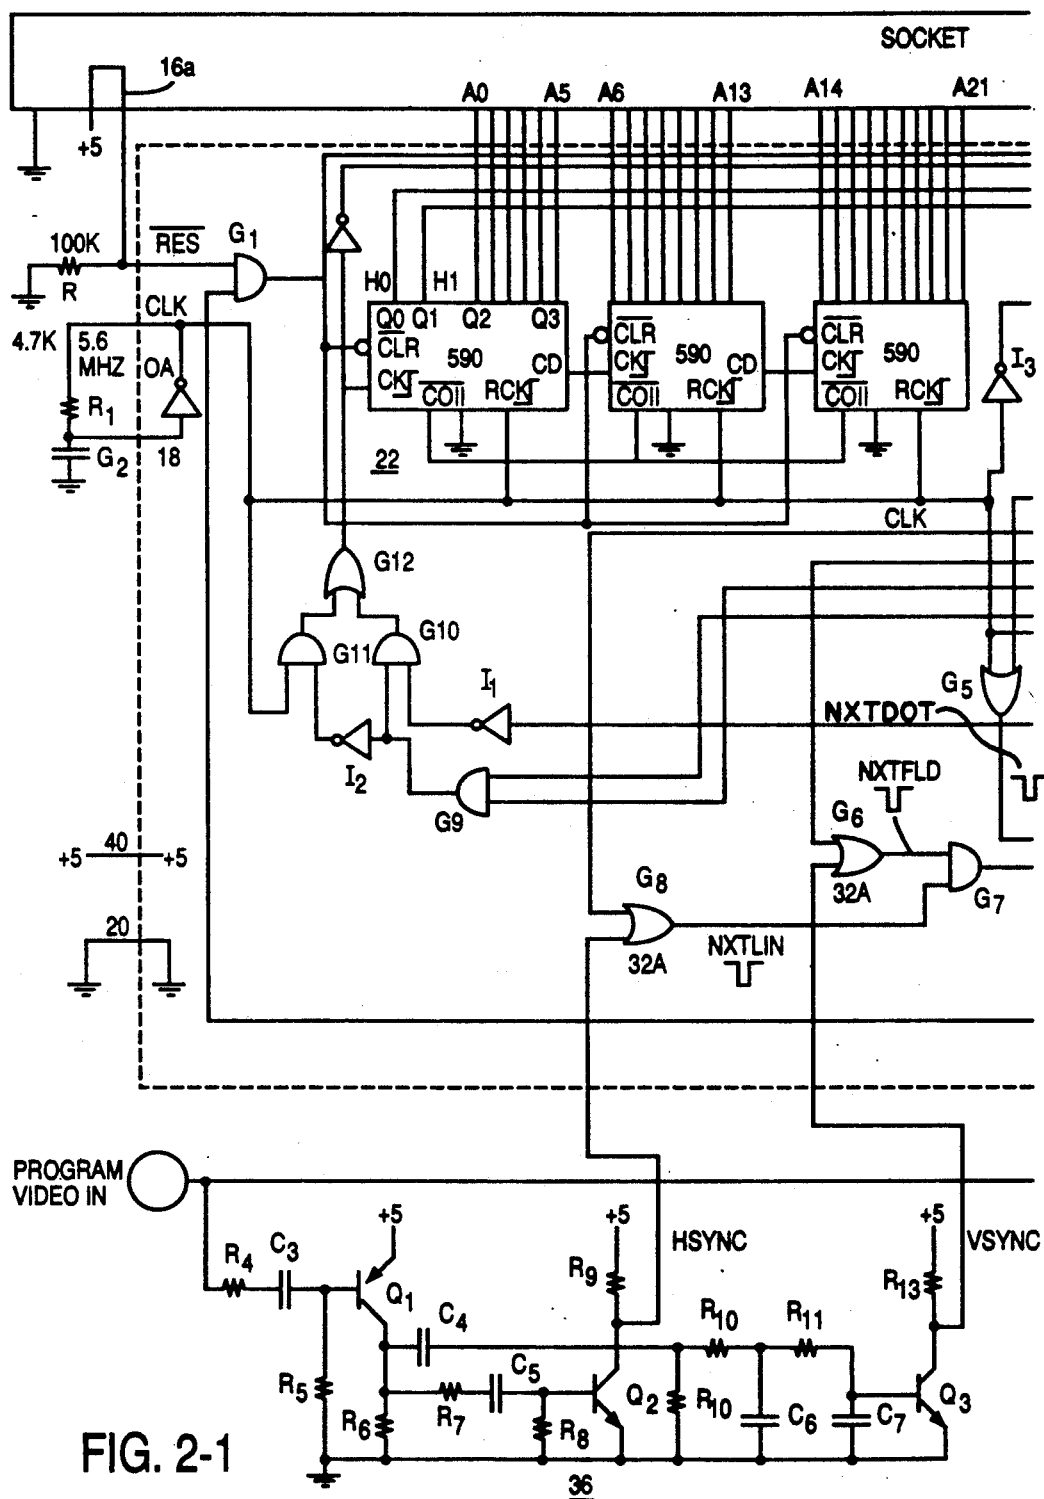 SOCKET
16a
A0 A5 A6 A13 A14 A21
+5
100K
RES
G1
R
H0 H1
CLK
Q0 Q1 Q2 Q3
CLR
590
CD
CK
COII
RCK
CLR
590
CD
CK
COII
RCK
CLR
590
CK
COII
RCK
I3
4.7K
5.6
MHZ
OA
R1
G2
18
22
CLK
G12
G11
G10
I1
I2
G9
G5
NXTDOT
NXTFLD
G6
32A
G7
G8
32A
NXTLIN
+5 40 +5
20
PROGRAM
VIDEO IN
+5
+5
HSYNC
+5
VSYNC
R4
C3
Q1
R9
R13
C4
R10
R11
R5
C5
R6
R7
R8
Q2
R10
C6
C7
Q3
FIG. 2-1
36